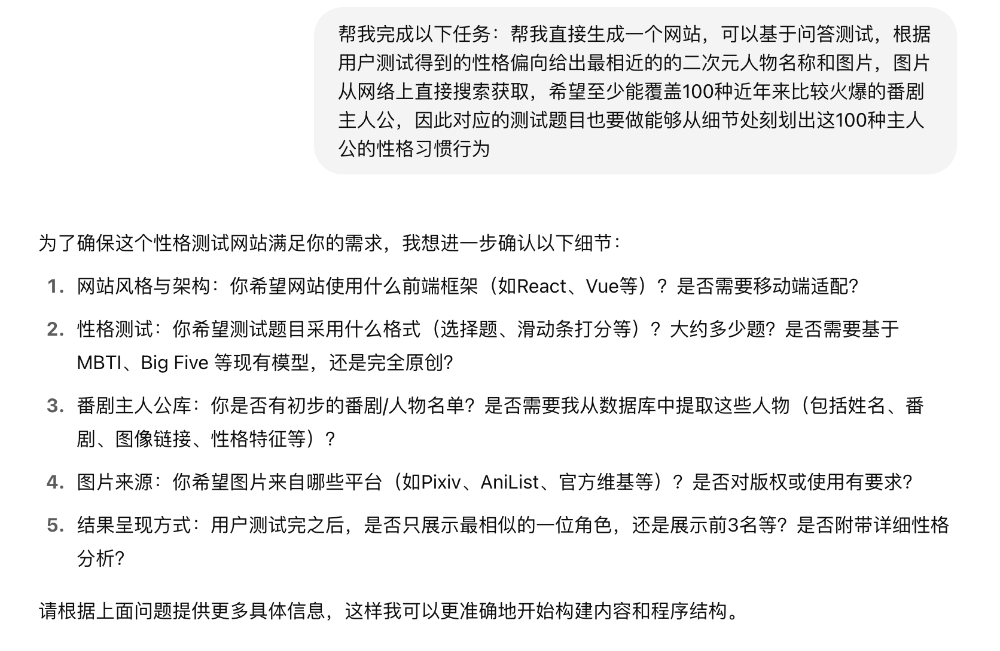 帮我完成以下任务：帮我直接生成一个网站，可以基于问答测试，根据
用户测试得到的性格偏向给出最相近的的二次元人物名称和图片，图片
从网络上直接搜索获取，希望至少能覆盖100种近年来比较火爆的番剧
主人公，因此对应的测试题目也要做能够从细节处刻划出这100种主人
公的性格习惯行为
为了确保这个性格测试网站满足你的需求，我想进一步确认以下细节：
1. 网站风格与架构：你希望网站使用什么前端框架（如React、Vue等）？是否需要移动端适配？
2. 性格测试：你希望测试题目采用什么格式（选择题、滑动条打分等）？大约多少题？是否需要基于
MBTI、Big Five 等现有模型，还是完全原创？
3. 番剧主人公库：你是否有初步的番剧/人物名单？是否需要我从数据库中提取这些人物（包括姓名、番
剧、图像链接、性格特征等）？
4. 图片来源：你希望图片来自哪些平台（如Pixiv、AniList、官方维基等）？是否对版权或使用有要求？
5. 结果呈现方式：用户测试完之后，是否只展示最相似的一位角色，还是展示前3名等？是否附带详细性格
分析？
请根据上面问题提供更多具体信息，这样我可以更准确地开始构建内容和程序结构。